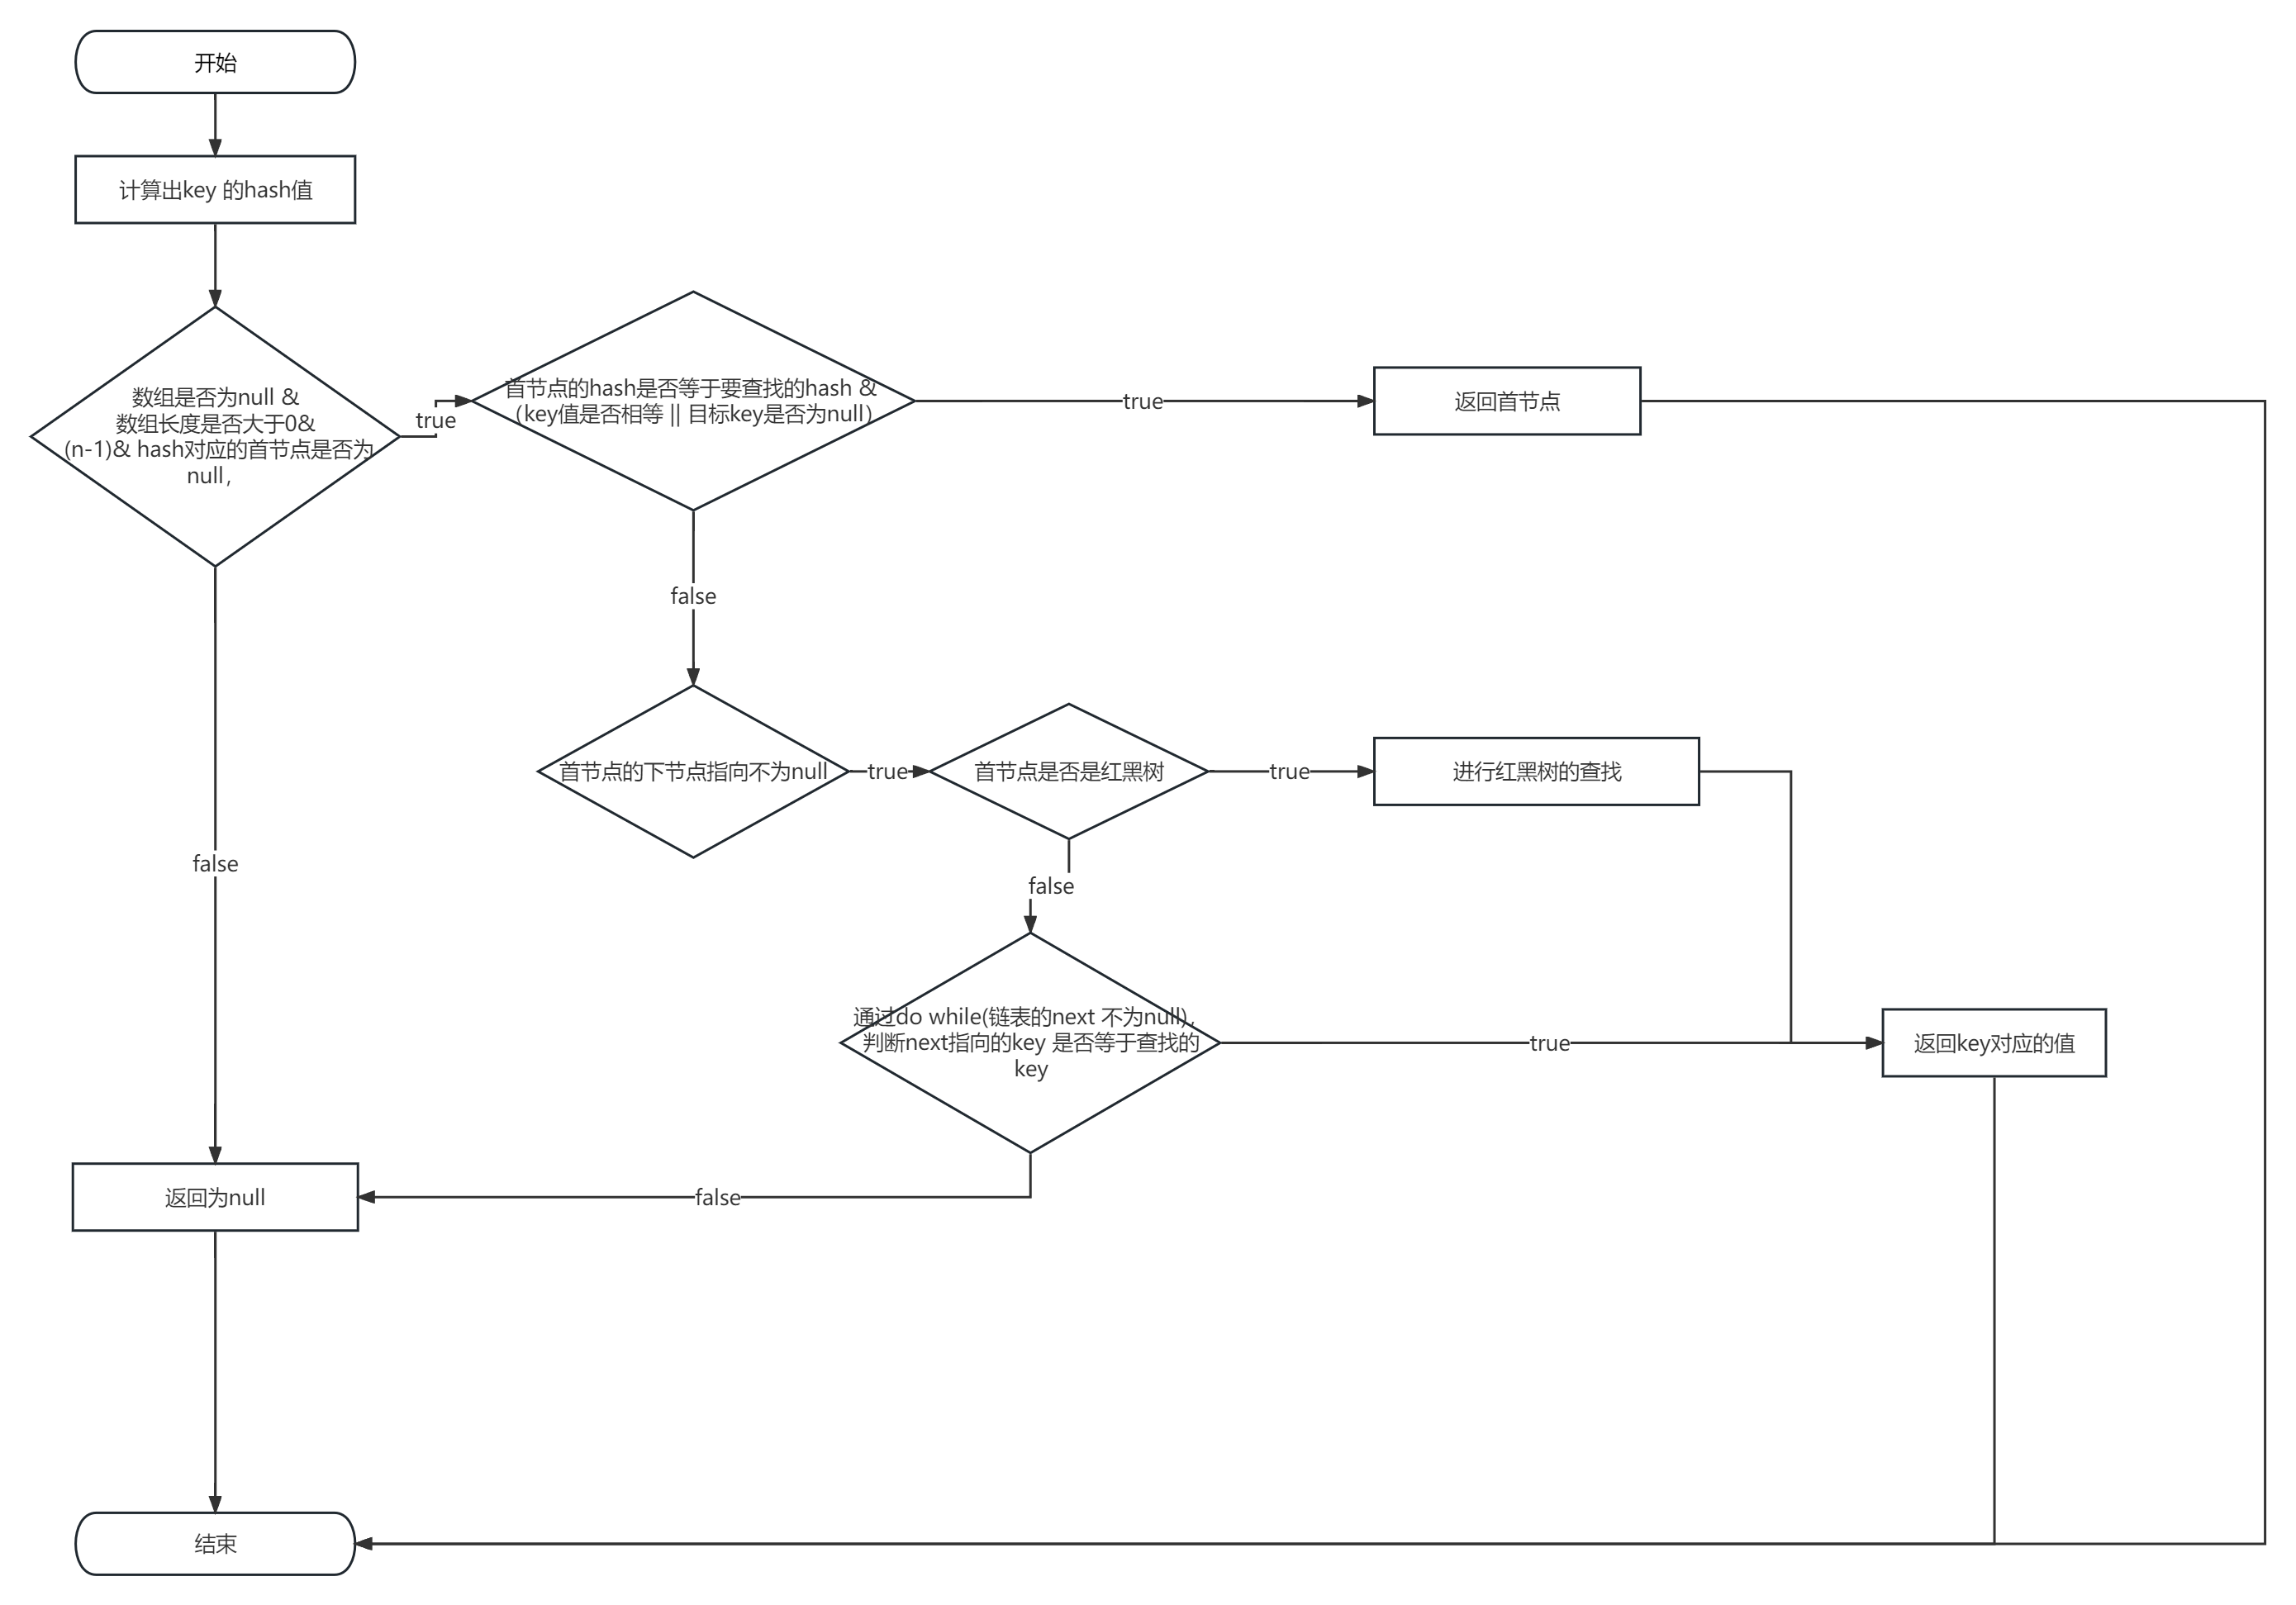 开始
计算出key 的hash值
数组是否为null &
数组长度是否大于0&
(n-1)& hash对应的首节点是否为
null，
true
首节点的hash是否等于要查找的hash &
（key值是否相等 || 目标key是否为null）
true
返回首节点
false
首节点的下节点指向不为null
true
首节点是否是红黑树
true
进行红黑树的查找
false
false
通过do while(链表的next 不为null)，
判断next指向的key 是否等于查找的
key
true
返回key对应的值
false
返回为null
结束